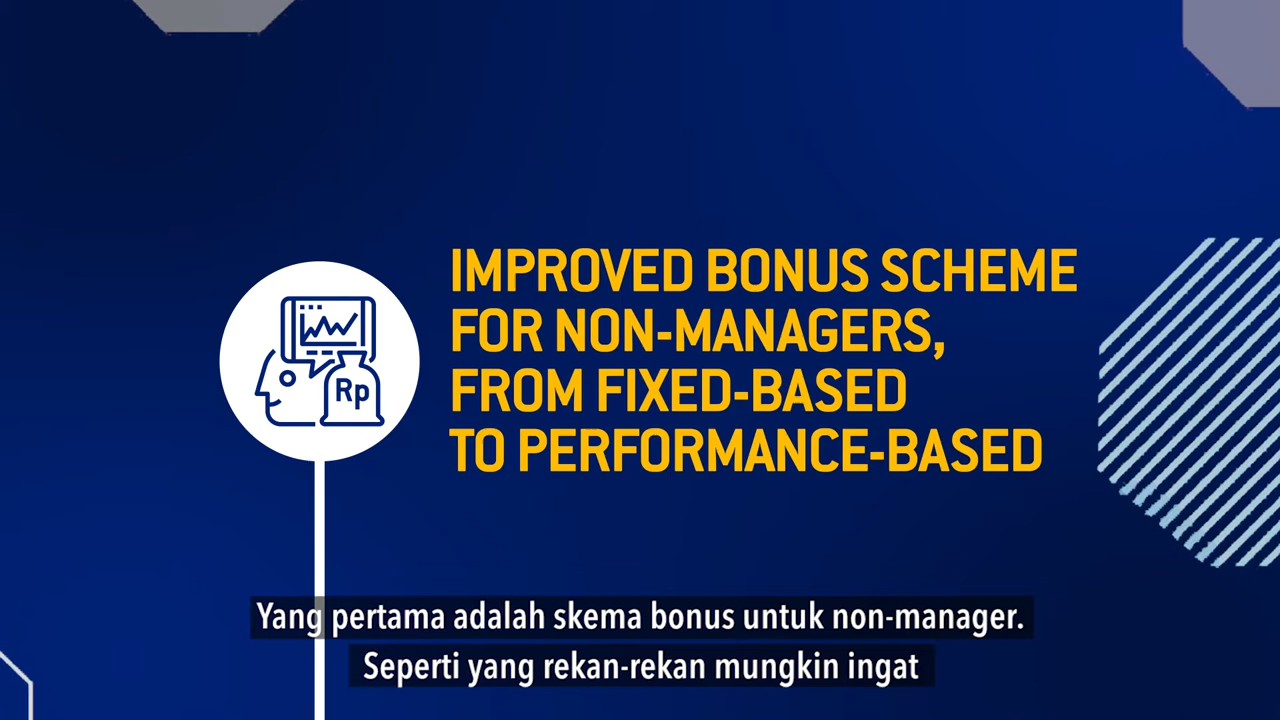 IMPROVED BONUS SCHEME
FOR NON-MANAGERS,
FROM FIXED-BASED
TO PERFORMANCE-BASED
Rp
Yang pertama adalah skema bonus untuk non-manager.
Seperti yang rekan-rekan mungkin ingat